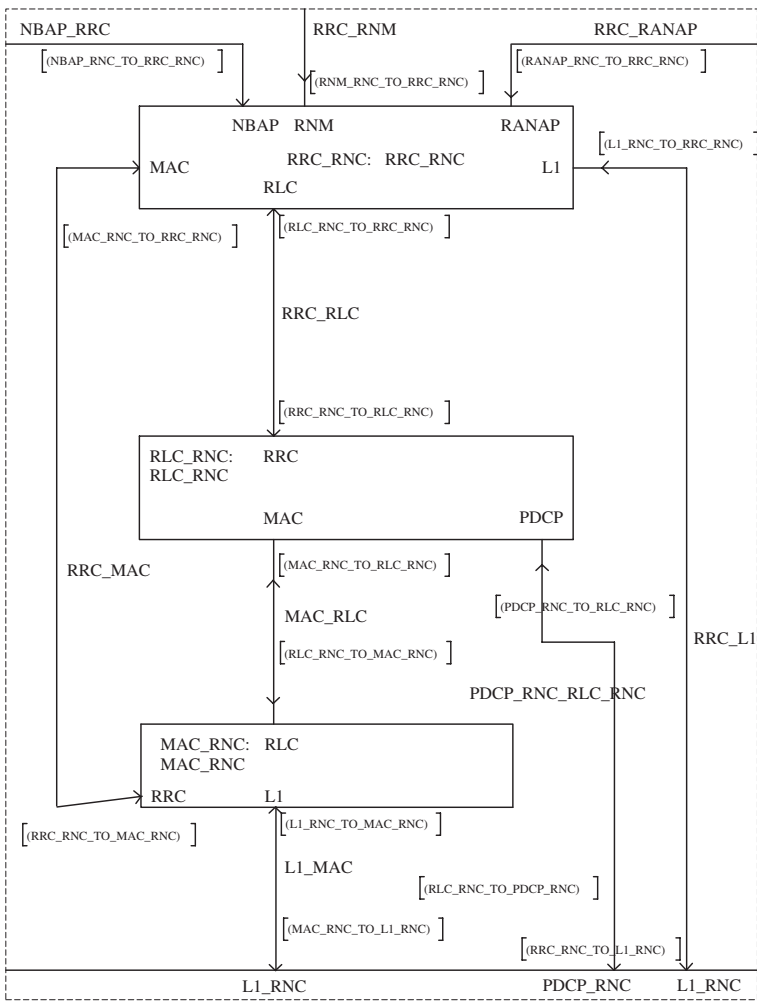 NBAP_RRC
RRC_RNM
RRC_RANAP
[(NBAP_RNC_TO_RRC_RNC)]
[(RNM_RNC_TO_RRC_RNC)]
[(RANAP_RNC_TO_RRC_RNC)]
NBAP RNM
RANAP
[(L1_RNC_TO_RRC_RNC)]
MAC
RRC_RNC: RRC_RNC
L1
RLC
[(MAC_RNC_TO_RRC_RNC)]
[(RLC_RNC_TO_RRC_RNC)]
RRC_RLC
[(RRC_RNC_TO_RLC_RNC)]
RLC_RNC: RRC
RLC_RNC
MAC
PDCP
RRC_MAC
[(MAC_RNC_TO_RLC_RNC)]
[(PDCP_RNC_TO_RLC_RNC)]
MAC_RLC
RRC_L1
[(RLC_RNC_TO_MAC_RNC)]
PDCP_RNC_RLC_RNC
MAC_RNC: RLC
MAC_RNC
RRC
L1
[(RRC_RNC_TO_MAC_RNC)]
[(L1_RNC_TO_MAC_RNC)]
L1_MAC
[(RLC_RNC_TO_PDCP_RNC)]
[(MAC_RNC_TO_L1_RNC)]
[(RRC_RNC_TO_L1_RNC)]
L1_RNC
PDCP_RNC
L1_RNC